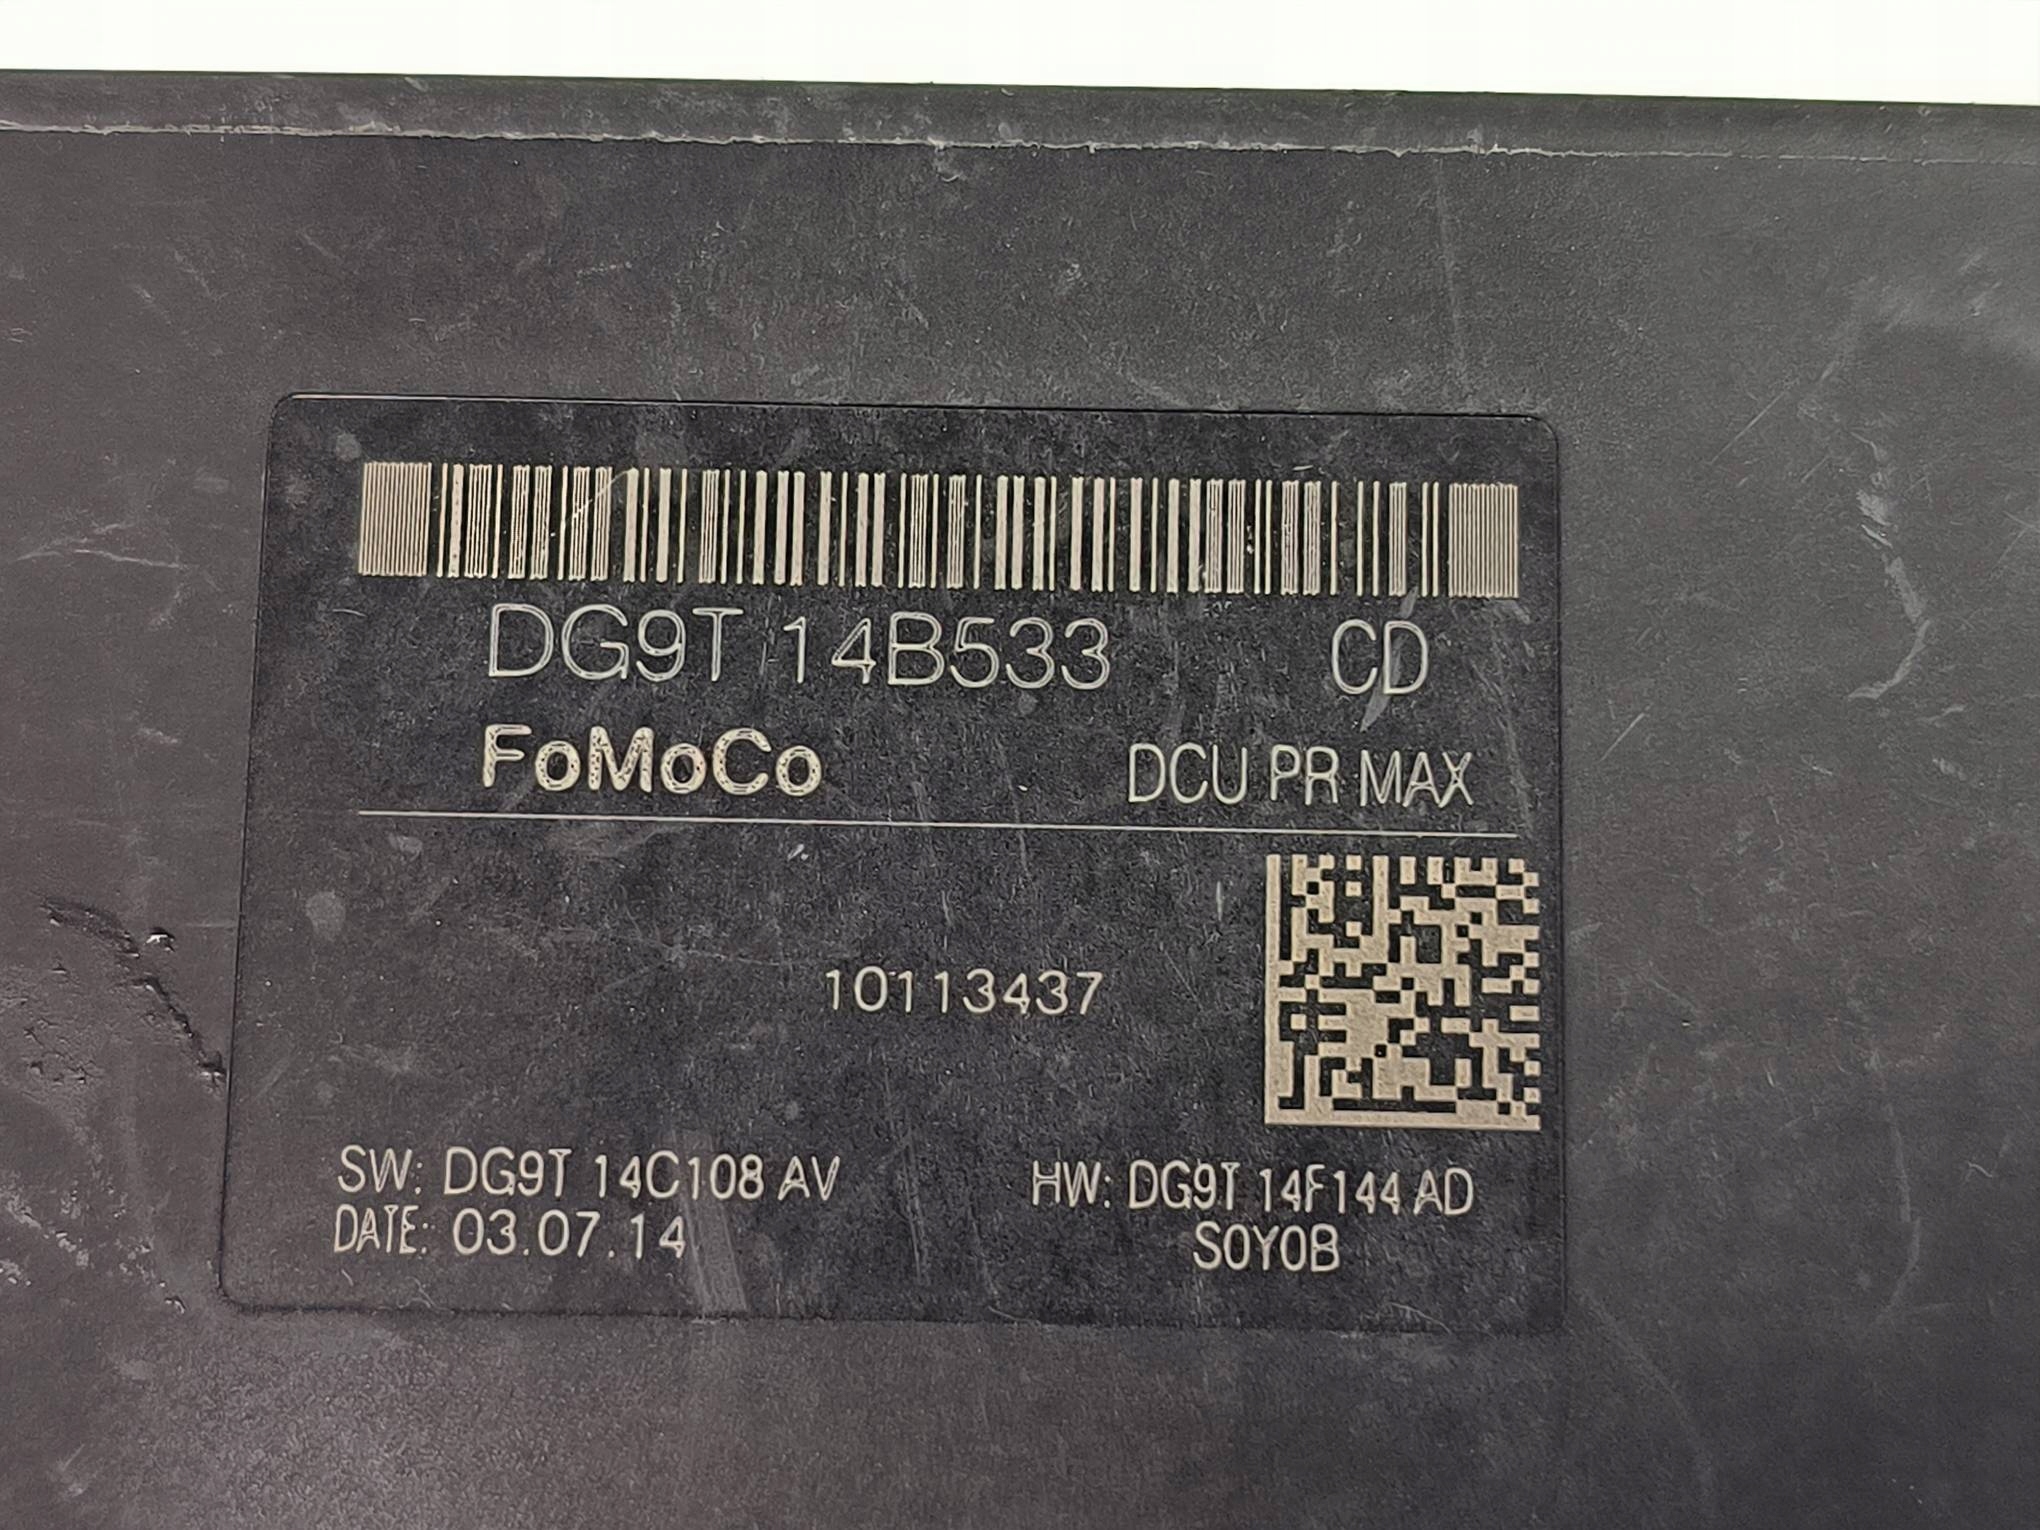 DG9T 14B533 CD
FoMoCo DCU PR MAX
10113437
SW: DG9T 14C108 AV HW: DG9T 14F144 AD
DATE: 03.07.14 S0Y0B